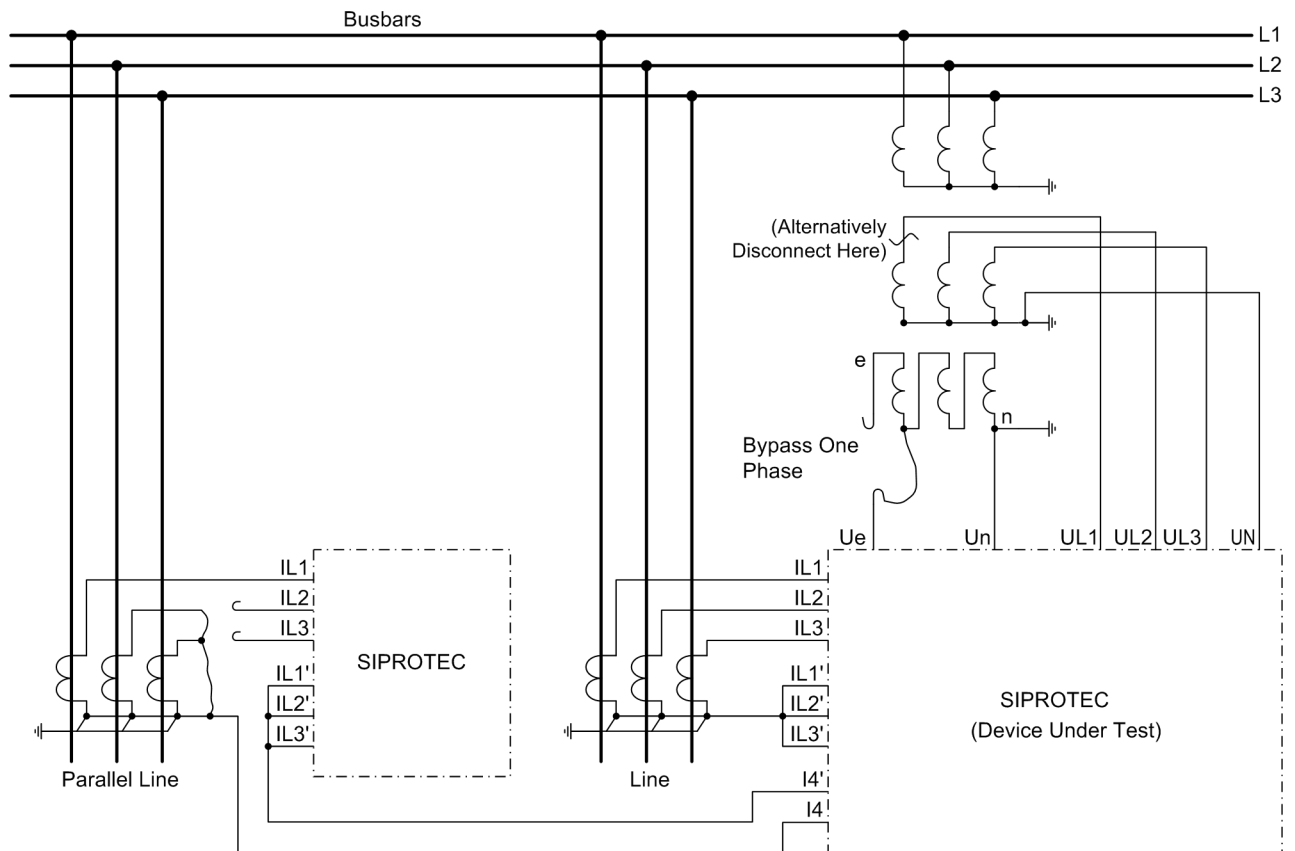 Busbars
L1
L2
L3
(Alternatively
Disconnect Here)
e
n
Bypass One
Phase
Ue
Un
UL1
UL2
UL3
UN
IL1
IL2
IL3
IL1'
IL2'
IL3'
SIPROTEC
IL1
IL2
IL3
IL1'
IL2'
IL3'
SIPROTEC
(Device Under Test)
Parallel Line
Line
I4'
I4